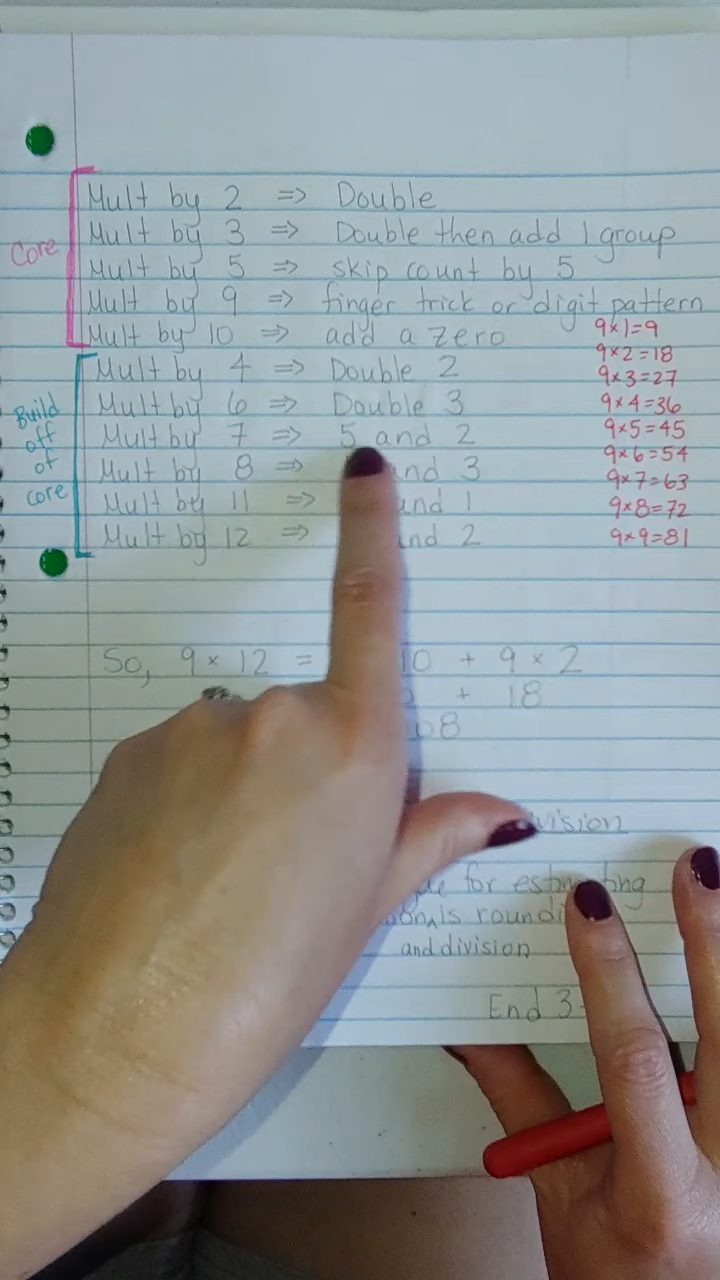 Core
Mult by 2 => Double
Mult by 3 => Double then add 1 group
Mult by 5 => skip count by 5
Mult by 9 => finger trick or digit pattern
Mult by 10 => add a zero
Build off of core
Mult by 4 => Double 2
Mult by 6 => Double 3
Mult by 7 => 5 and 2
Mult by 8 => and 3
Mult by 11 => and 1
Mult by 12 => and 2
9×1=9
9×2=18
9×3=27
9×4=36
9×5=45
9×6=54
9×7=63
9×8=72
9×9=81
So, 9 × 12 = 10 + 9 × 2
+ 18
for estimating
is
and division
End 3